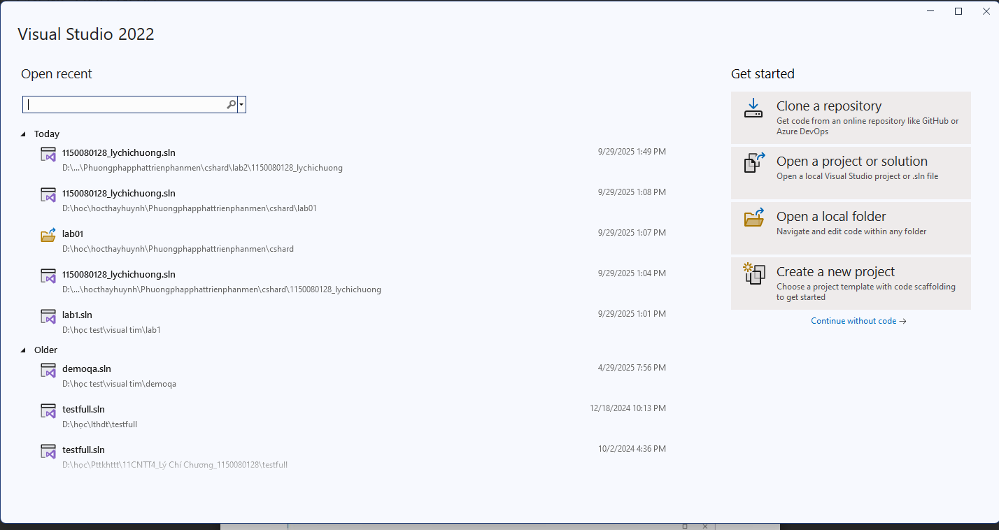 Visual Studio 2022
Open recent
Today
1150080128_lychichuong.sln
9/29/2025 1:49 PM
D:\...\Phuongphapphattrienphanmen\cshard\lab2\1150080128_lychichuong
1150080128_lychichuong.sln
9/29/2025 1:08 PM
D:\hoc\hocthayhuynh\Phuongphapphattrienphanmen\cshard\lab01
lab01
9/29/2025 1:07 PM
D:\hoc\hocthayhuynh\Phuongphapphattrienphanmen\cshard
1150080128_lychichuong.sln
9/29/2025 1:04 PM
D:\...\hocthayhuynh\Phuongphapphattrienphanmen\cshard\1150080128_lychichuong
lab1.sln
9/29/2025 1:01 PM
D:\học test\visual tim\lab1
Older
demoqa.sln
4/29/2025 7:56 PM
D:\học test\visual tim\demoqa
testfull.sln
12/18/2024 10:13 PM
D:\học\lthdt\testfull
testfull.sln
10/2/2024 4:36 PM
D:\học\Pttkhttt\11CNTT4_Lý Chí Chương_1150080128\testfull
Get started
Clone a repository
Get code from an online repository like GitHub or
Azure DevOps
Open a project or solution
Open a local Visual Studio project or .sln file
Open a local folder
Navigate and edit code within any folder
Create a new project
Choose a project template with code scaffolding
to get started
Continue without code →